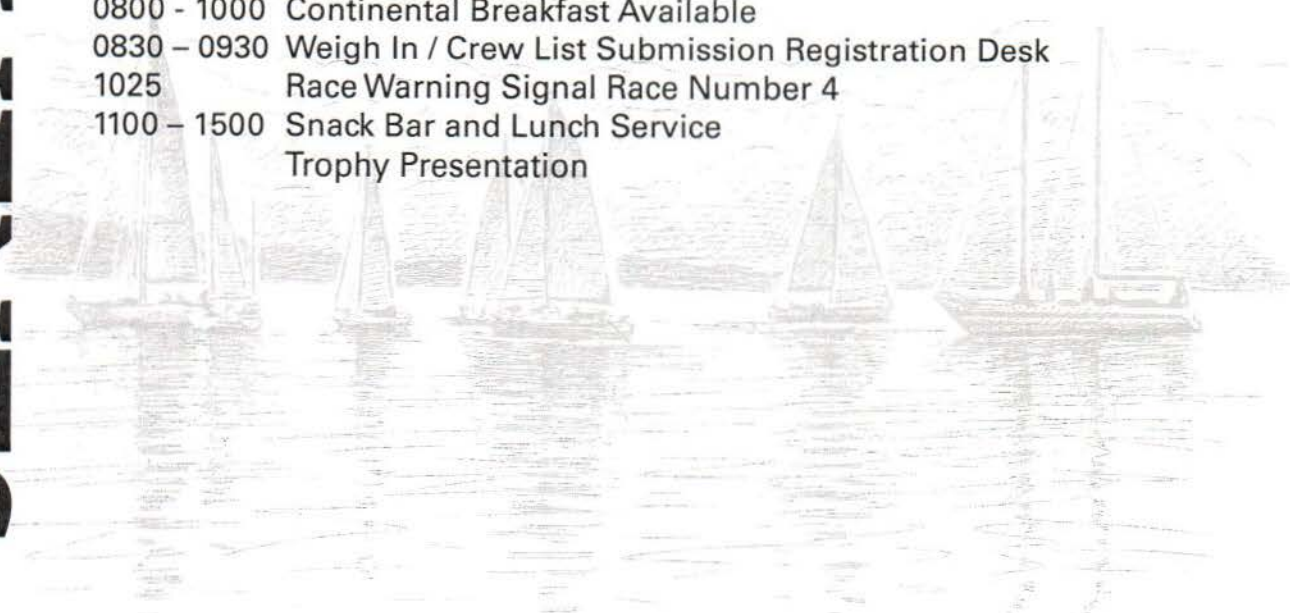 0800 - 1000 Continental Breakfast Available
0830 – 0930 Weigh In / Crew List Submission Registration Desk
1025 Race Warning Signal Race Number 4
1100 – 1500 Snack Bar and Lunch Service
Trophy Presentation